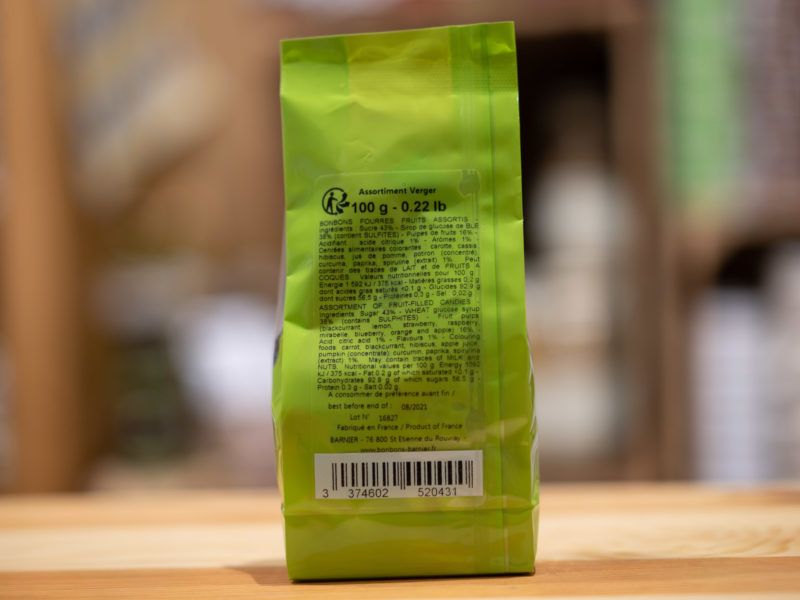 Assortiment Verger
100 g - 0.22 lb
BONBONS FOURRES FRUITS ASSORTIS -
Ingrédients : Sucre 43% - Sirop de glucose de BLE
38% (contient SULFITES) - Pulpes de fruits 16% -
Acidifiant : acide citrique 1% - Arômes 1% -
Denrées alimentaires colorantes : carotte, cassis,
hibiscus, jus de pomme, potiron (concentré),
curcuma, paprika, spiruline (extrait) 1%. Peut
contenir des traces de LAIT et de FRUITS A
COQUES. Valeurs nutritionnelles pour 100 g :
Energie 1 592 kJ / 375 kcal - Matières grasses 0,2 g
dont acides gras saturés <0.1 g - Glucides 92,9 g
dont sucres 56,5 g - Protéines 0,3 g - Sel : 0.02 g
ASSORTMENT OF FRUIT-FILLED CANDIES -
Ingredients Sugar 43% - WHEAT glucose syrup
38% (contains SULPHITES) - Fruit pulps
(blackcurrant, lemon, strawberry, raspberry,
mirabelle, blueberry, orange and apple) 16% -
Acid citric acid 1% - Flavours 1% - Colouring
foods, carrot, blackcurrant, hibiscus, apple juice,
pumpkin (concentrate), curcumin, paprika, spirulina
(extract) 1%. May contain traces of MILK and
NUTS. Nutritional values per 100 g: Energy 1592
kJ / 375 kcal - Fat 0.2 g of which saturated <0.1 g -
Carbohydrates 92.9 g of which sugars 56.5 g -
Protein 0.3 g - Salt 0.02 g
A consommer de préférence avant fin /
best before end of : 08/2021
Lot N° 16827
Fabriqué en France / Product of France
BARNIER - 76 800 St Etienne du Rouvray -
www.bonbons-barnier.fr
3 374602 520431